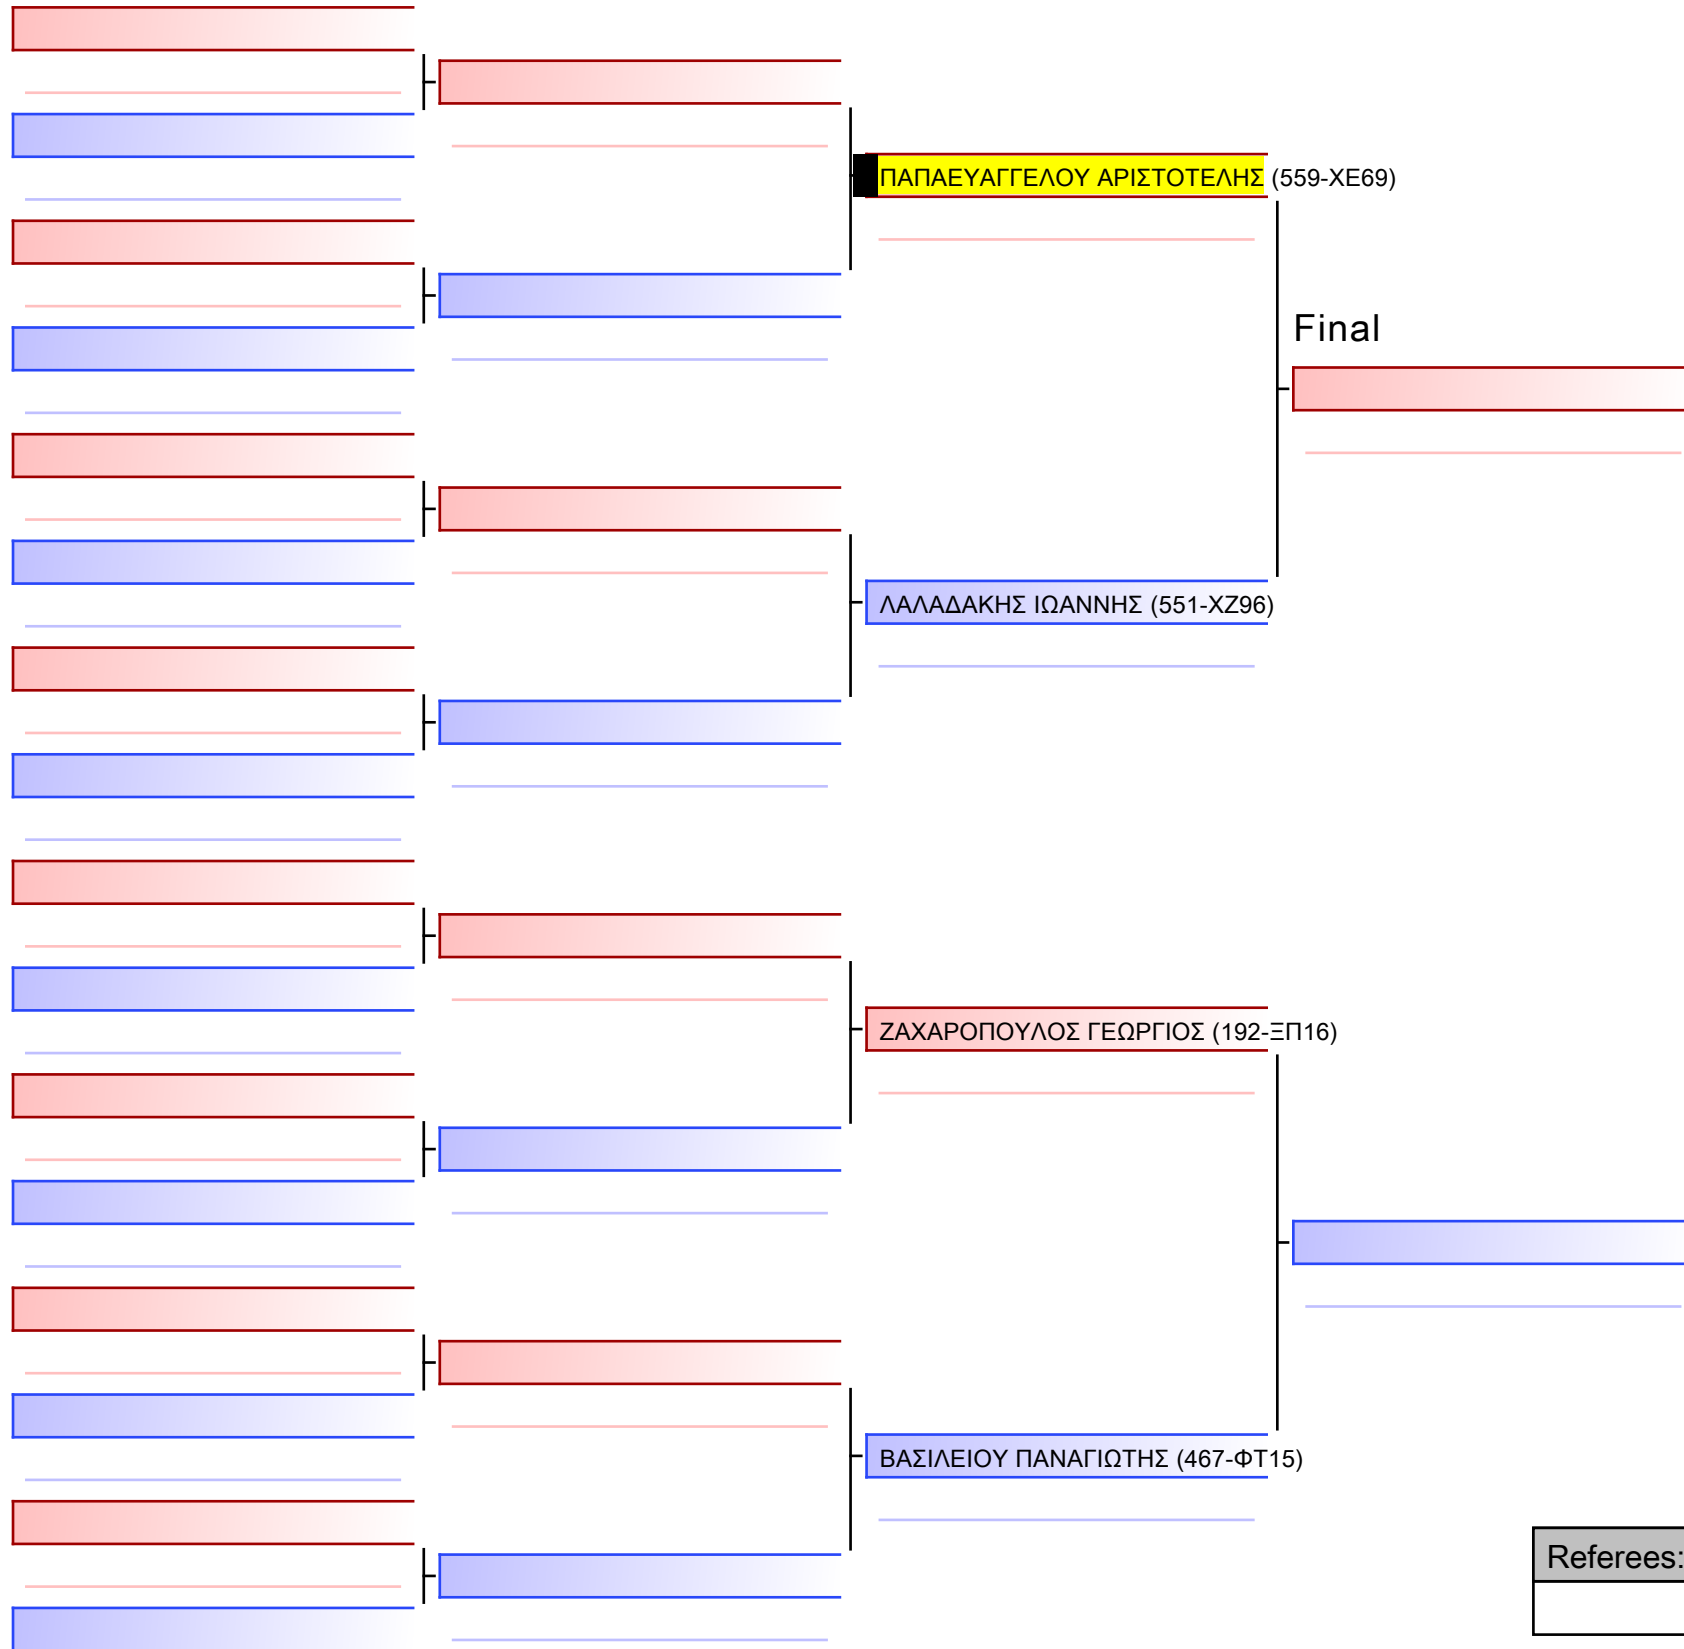 ΠΑΠΑΕΥΑΓΓΕΛΟΥ ΑΡΙΣΤΟΤΕΛΗΣ (559-ΧΕ69)
Final
ΛΑΛΑΔΑΚΗΣ ΙΩΑΝΝΗΣ (551-ΧΖ96)
ΖΑΧΑΡΟΠΟΥΛΟΣ ΓΕΩΡΓΙΟΣ (192-ΞΠ16)
ΒΑΣΙΛΕΙΟΥ ΠΑΝΑΓΙΩΤΗΣ (467-ΦΤ15)
Referees: